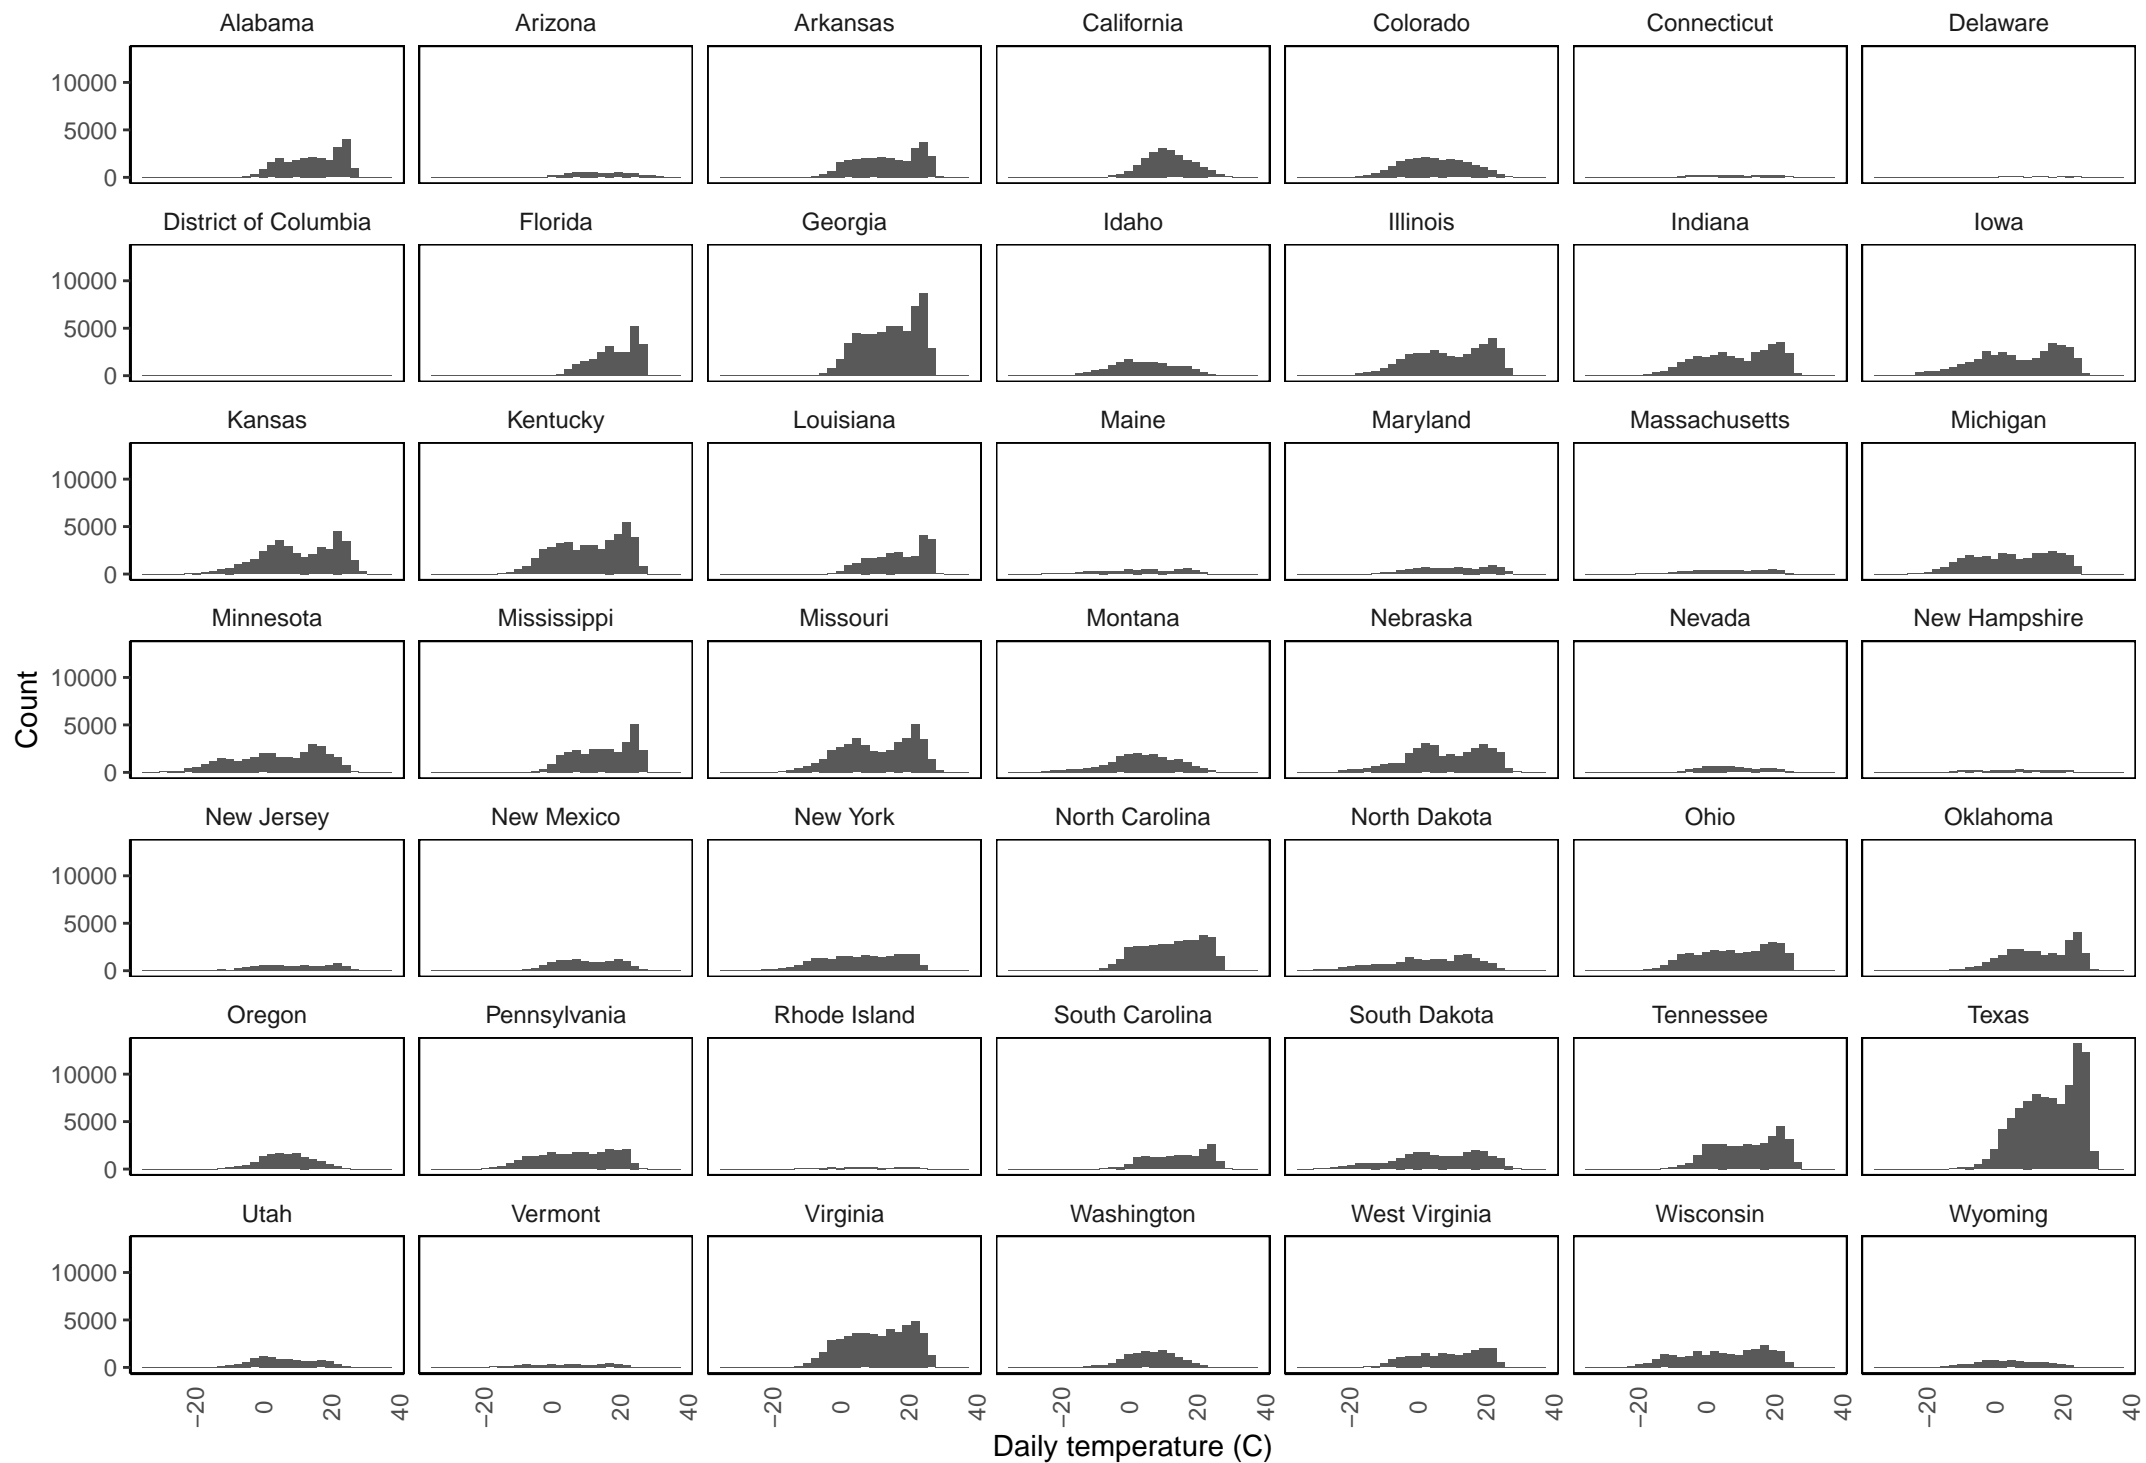 Alabama Arizona Arkansas California Colorado Connecticut Delaware
10000
5000
0
District of Columbia Florida Georgia Idaho Illinois Indiana Iowa
10000
5000
0
Kansas Kentucky Louisiana Maine Maryland Massachusetts Michigan
10000
5000
0
Minnesota Mississippi Missouri Montana Nebraska Nevada New Hampshire
Count
10000
5000
0
New Jersey New Mexico New York North Carolina North Dakota Ohio Oklahoma
10000
5000
0
Oregon Pennsylvania Rhode Island South Carolina South Dakota Tennessee Texas
10000
5000
0
Utah Vermont Virginia Washington West Virginia Wisconsin Wyoming
10000
5000
0
−20 0 20 40 −20 0 20 40 −20 0 20 40 −20 0 20 40 −20 0 20 40 −20 0 20 40 −20 0 20 40
Daily temperature (C)